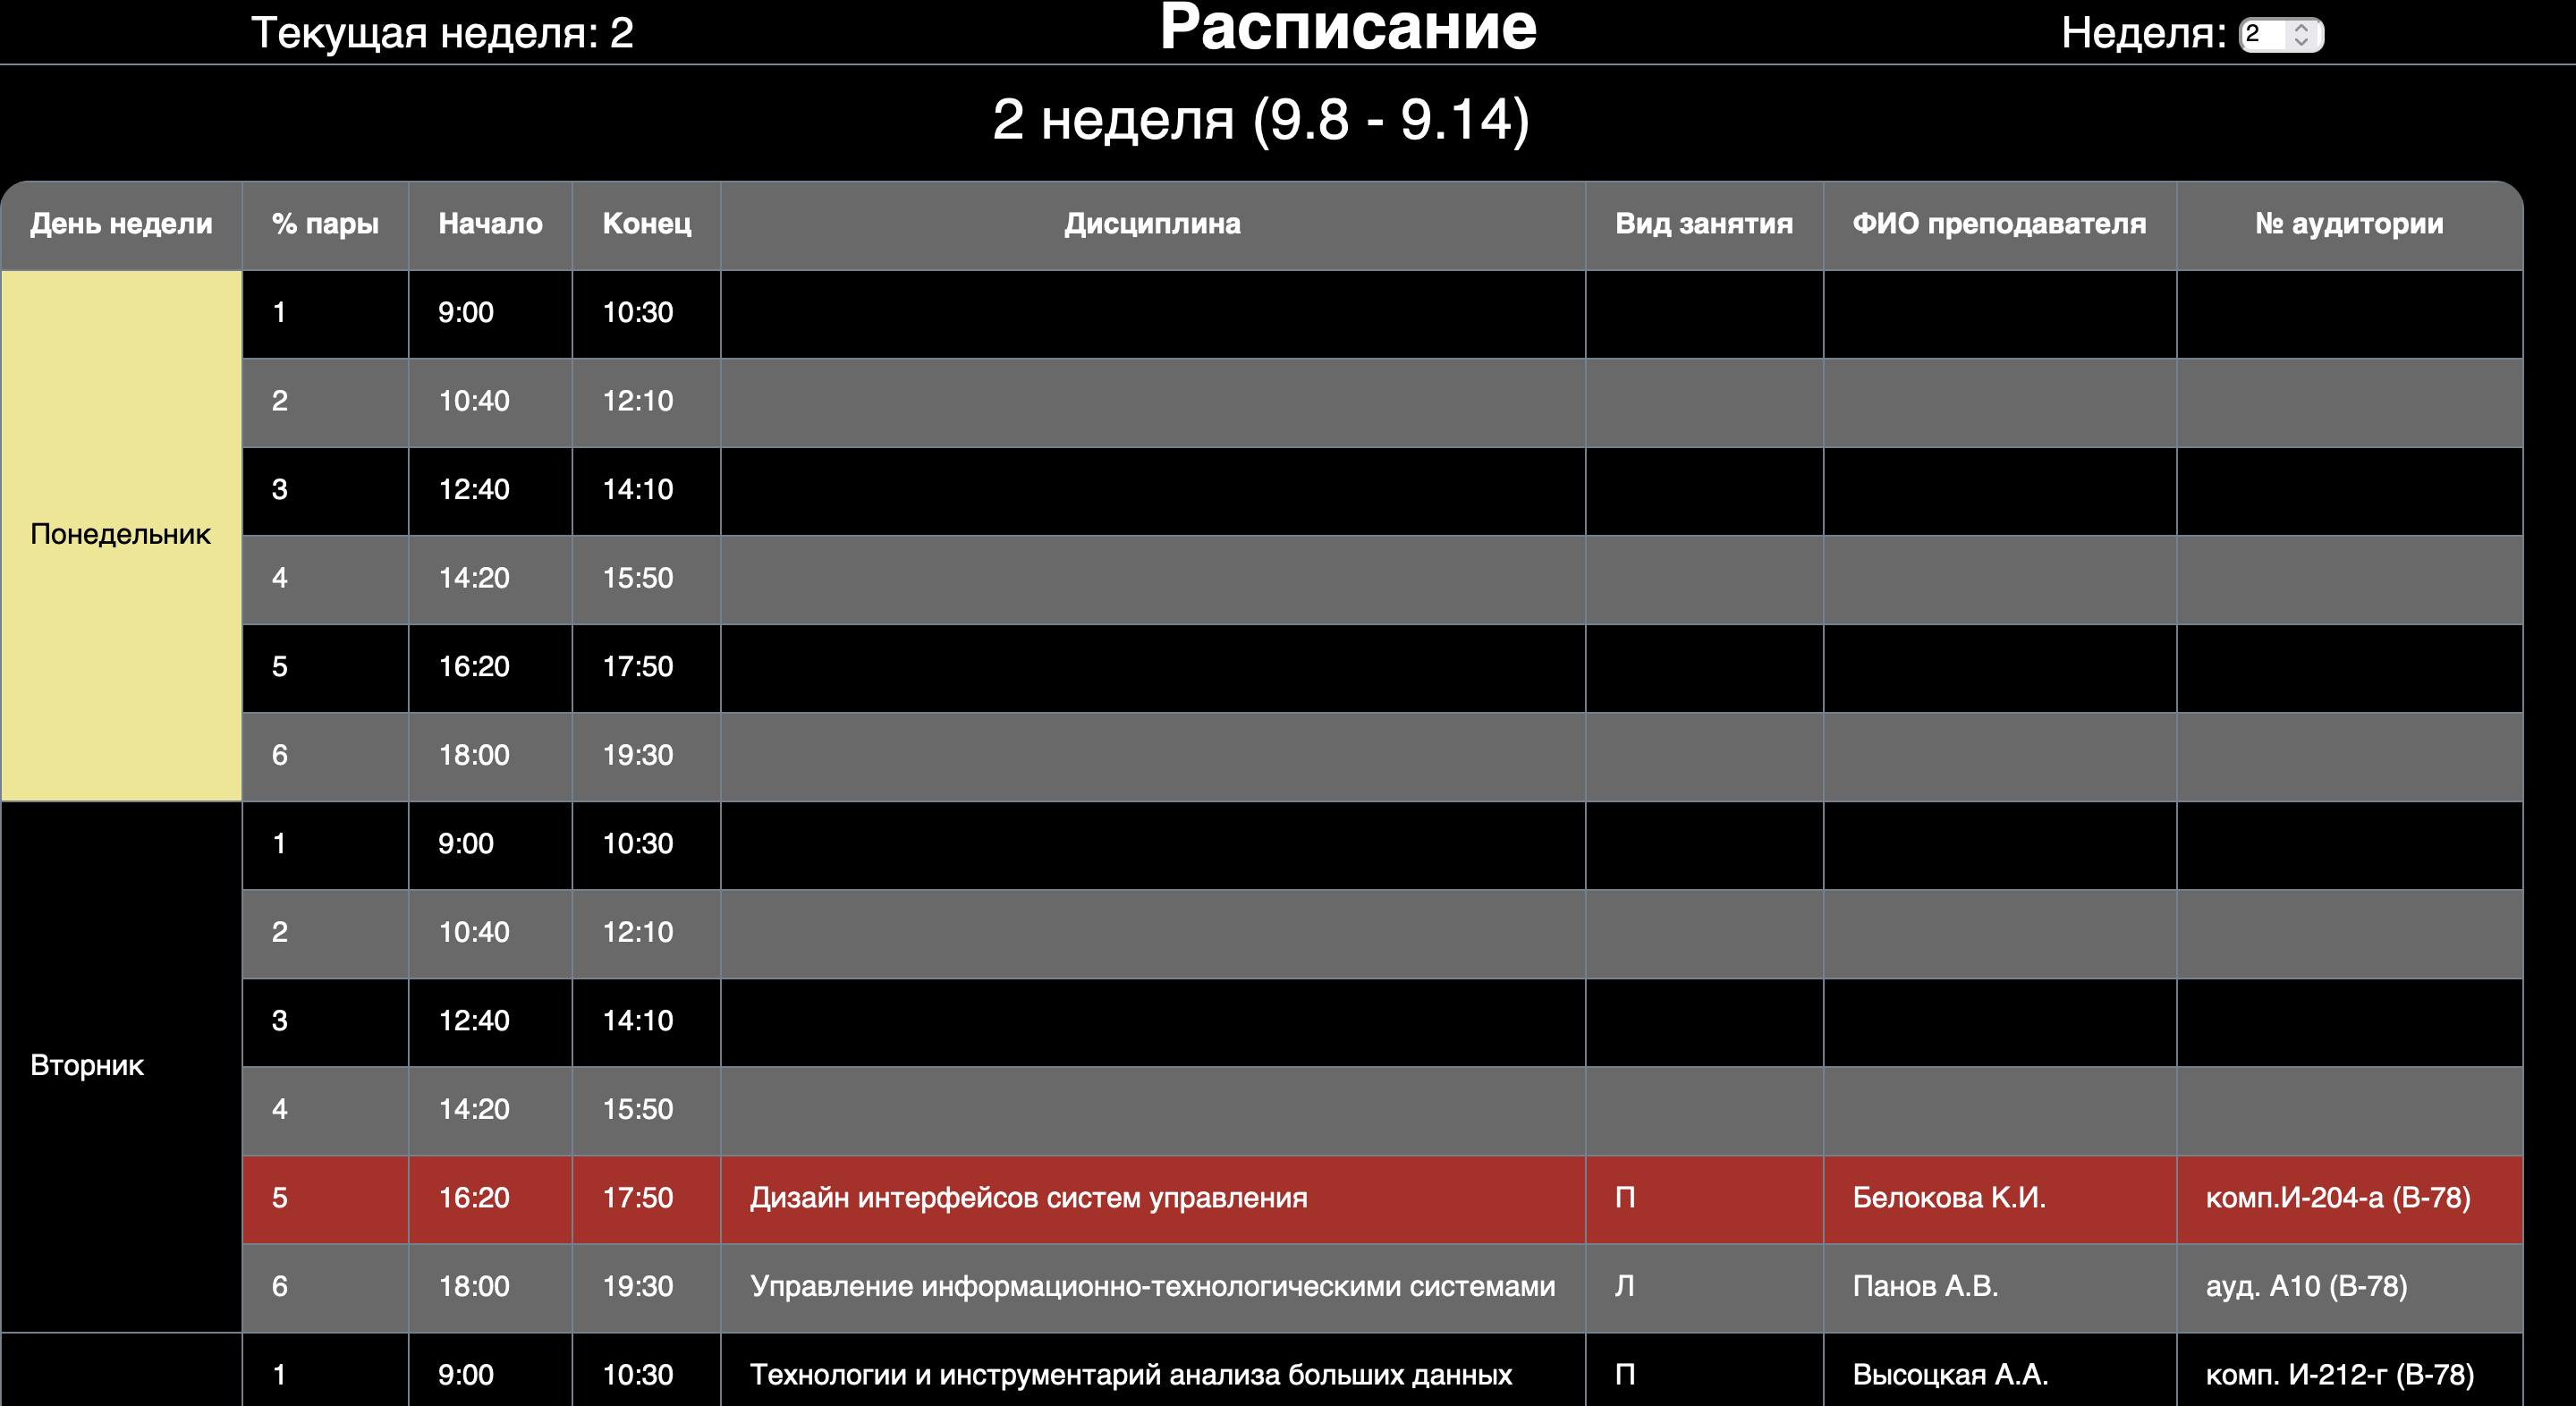 Текущая неделя: 2
Расписание
Неделя: 2
2 неделя (9.8 - 9.14)
День недели % пары Начало Конец Дисциплина Вид занятия ФИО преподавателя № аудитории
Понедельник
1 9:00 10:30
2 10:40 12:10
3 12:40 14:10
4 14:20 15:50
5 16:20 17:50
6 18:00 19:30
Вторник
1 9:00 10:30
2 10:40 12:10
3 12:40 14:10
4 14:20 15:50
5 16:20 17:50 Дизайн интерфейсов систем управления П Белокова К.И. комп.И-204-а (В-78)
6 18:00 19:30 Управление информационно-технологическими системами Л Панов А.В. ауд. А10 (В-78)
1 9:00 10:30 Технологии и инструментарий анализа больших данных П Высоцкая А.А. комп. И-212-г (В-78)